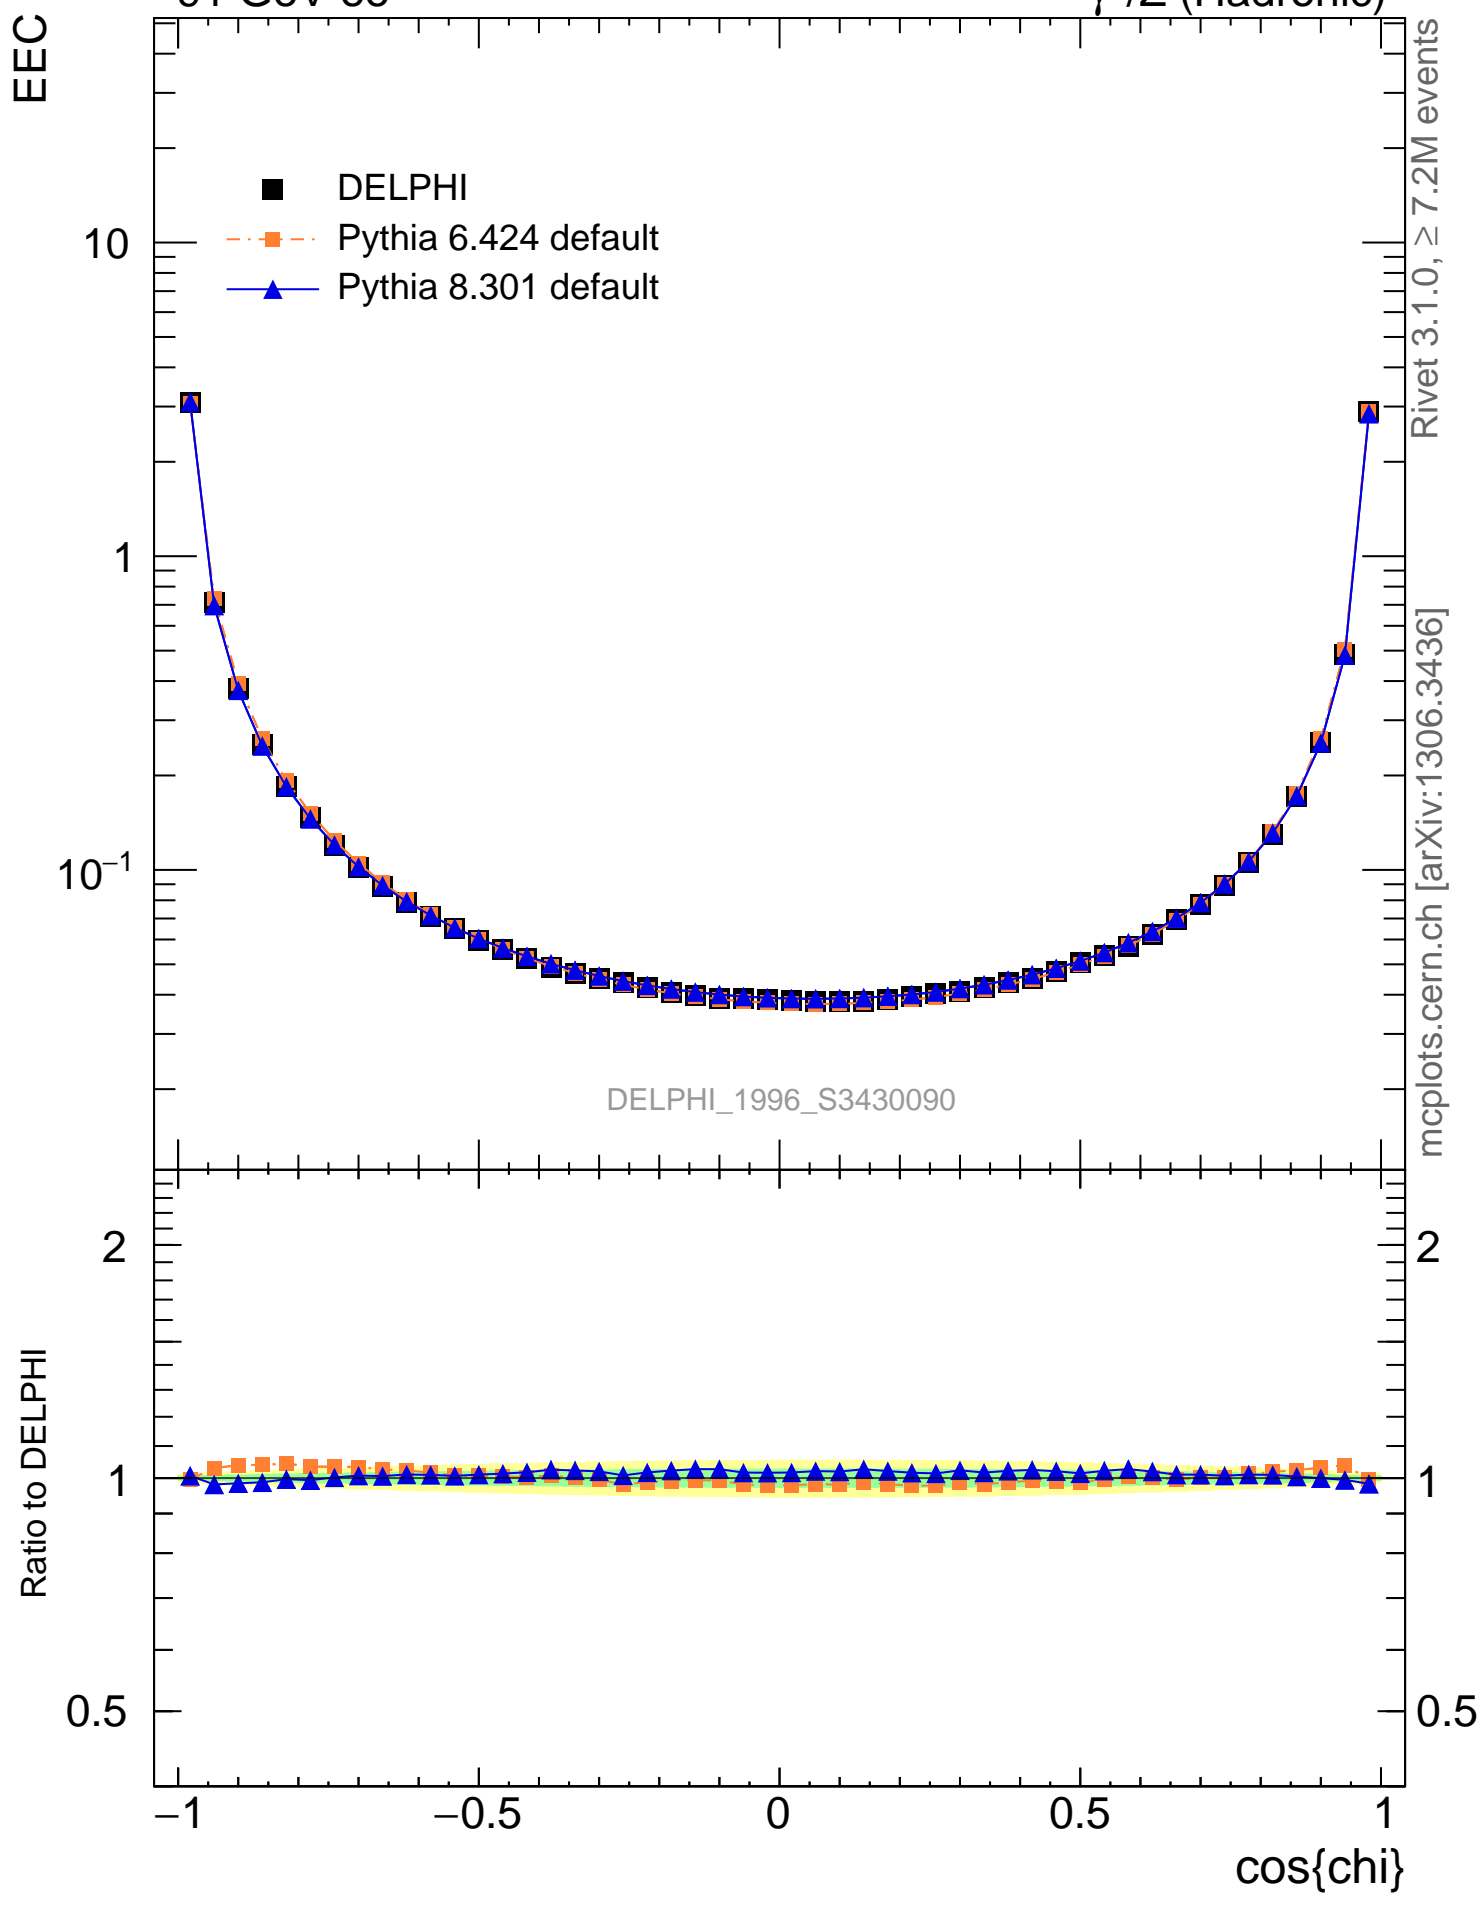 (Hadronic)
EEC
DELPHI
Pythia 6.424 default
Pythia 8.301 default
10
1
10−1
DELPHI_1996_S3430090
Rivet 3.1.0, ≥ 7.2M events
mcplots.cern.ch [arXiv:1306.3436]
Ratio to DELPHI
2
1
0.5
2
1
0.5
−1
−0.5
0
0.5
1
cos{chi}